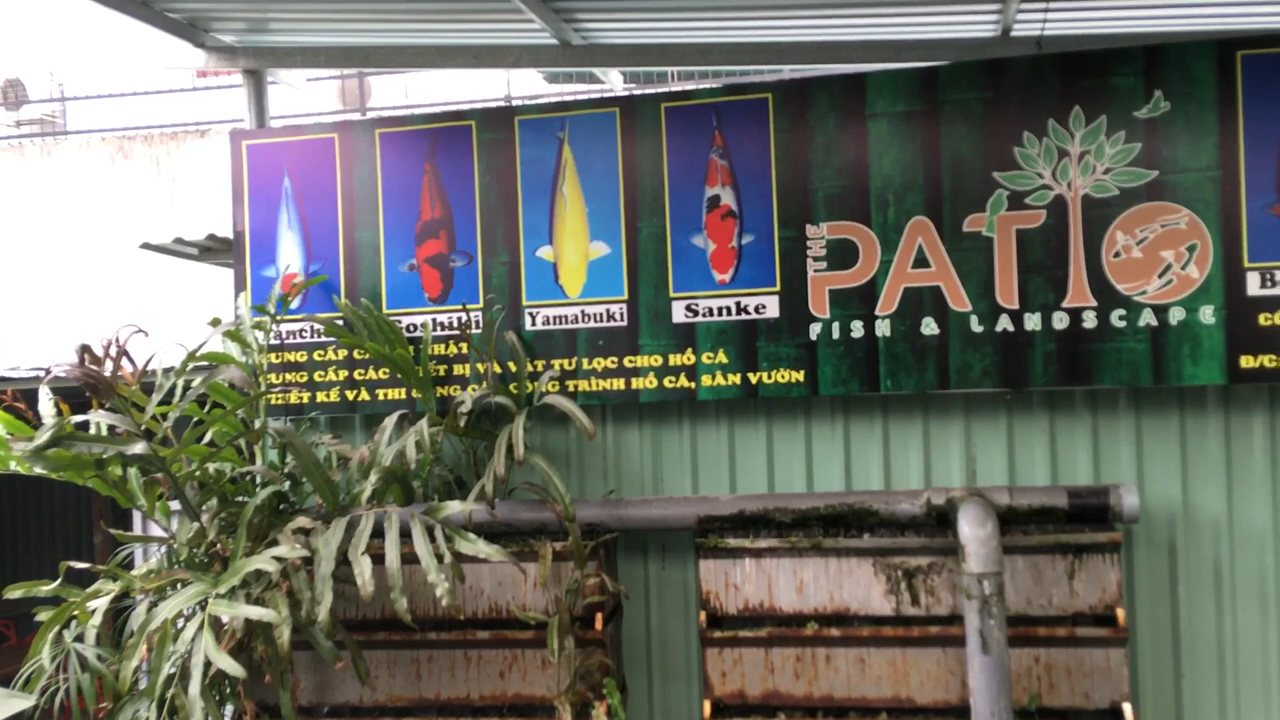 Yamabuki
Sanke
THE PATIO
FISH & LANDSCAPE
CUNG CẤP NHẬT
CUNG CẤP CÁC BỊ VÀ VẬT TƯ LỌC CHO HỒ CÁ
THIẾT KẾ VÀ THI CÔNG TRÌNH HỒ CÁ, SÂN VƯỜN
Đ/C